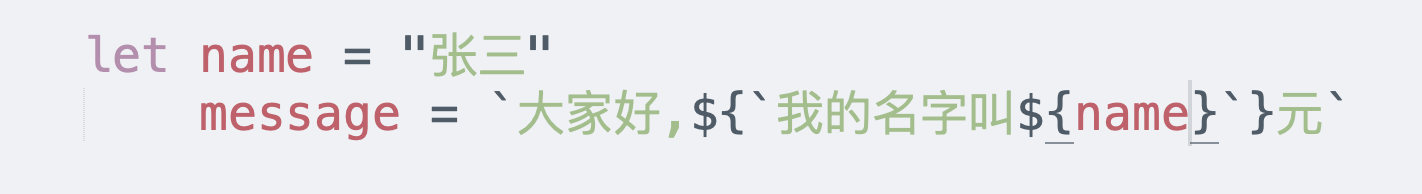 let name = "张三"
message = `大家好,${`我的名字叫${name}`}元`